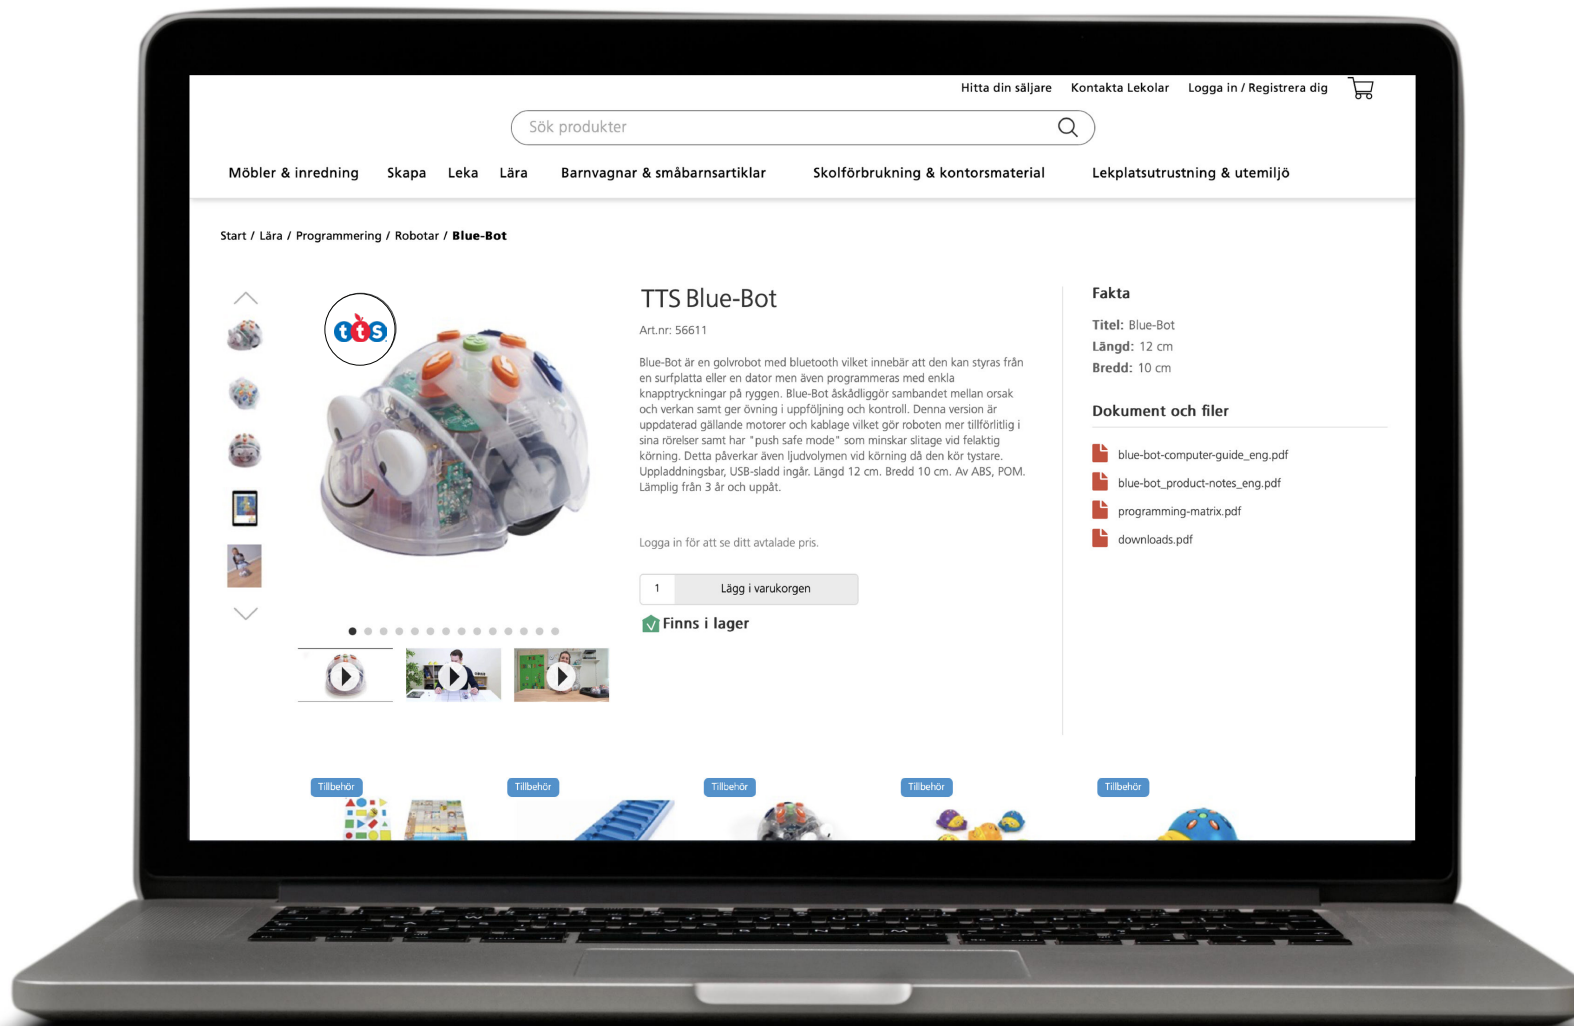 Hitta din säljare Kontakta Lekolar Logga in / Registrera dig
Sök produkter
Möbler & inredning Skapa Leka Lära Barnvagnar & småbarnsartiklar Skolförbrukning & kontorsmaterial Lekplatsutrustning & utemiljö
Start / Lära / Programmering / Robotar / Blue-Bot
tts
TTS Blue-Bot
Art.nr: 56611
Blue-Bot är en golvrobot med bluetooth vilket innebär att den kan styras från
en surfplatta eller en dator men även programmeras med enkla
knapptryckningar på ryggen. Blue-Bot åskådliggör sambandet mellan orsak
och verkan samt ger övning i uppföljning och kontroll. Denna version är
uppdaterad gällande motorer och kablage vilket gör roboten mer tillförlitlig i
sina rörelser samt har "push safe mode" som minskar slitage vid felaktig
körning. Detta påverkar även ljudvolymen vid körning då den kör tystare.
Uppladdningsbar, USB-sladd ingår. Längd 12 cm. Bredd 10 cm. Av ABS, POM.
Lämplig från 3 år och uppåt.
Logga in för att se ditt avtalade pris.
1 Lägg i varukorgen
Finns i lager
Fakta
Titel: Blue-Bot
Längd: 12 cm
Bredd: 10 cm
Dokument och filer
blue-bot-computer-guide_eng.pdf
blue-bot_product-notes_eng.pdf
programming-matrix.pdf
downloads.pdf
Tillbehör Tillbehör Tillbehör Tillbehör Tillbehör